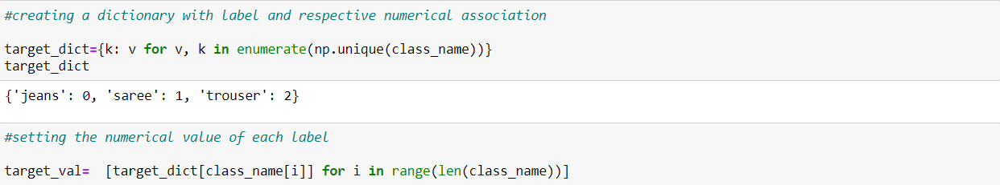 #creating a dictionary with label and respective numerical association
target_dict={k: v for v, k in enumerate(np.unique(class_name))}
target_dict
{'jeans': 0, 'saree': 1, 'trouser': 2}
#setting the numerical value of each label
target_val=  [target_dict[class_name[i]] for i in range(len(class_name))]